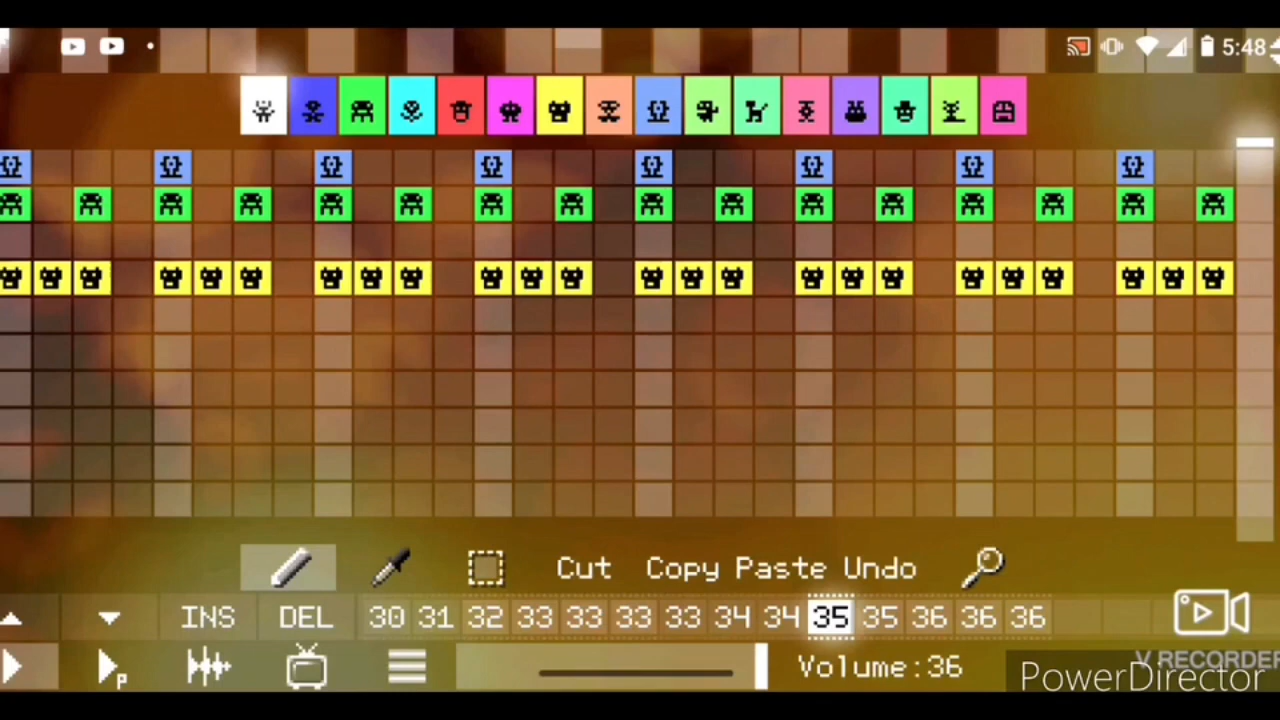 5:48
Cut Copy Paste Undo
INS DEL 30 31 32 33 33 33 33 34 34 35 35 36 36 36
P Volume:36
V RECORDER
PowerDirector